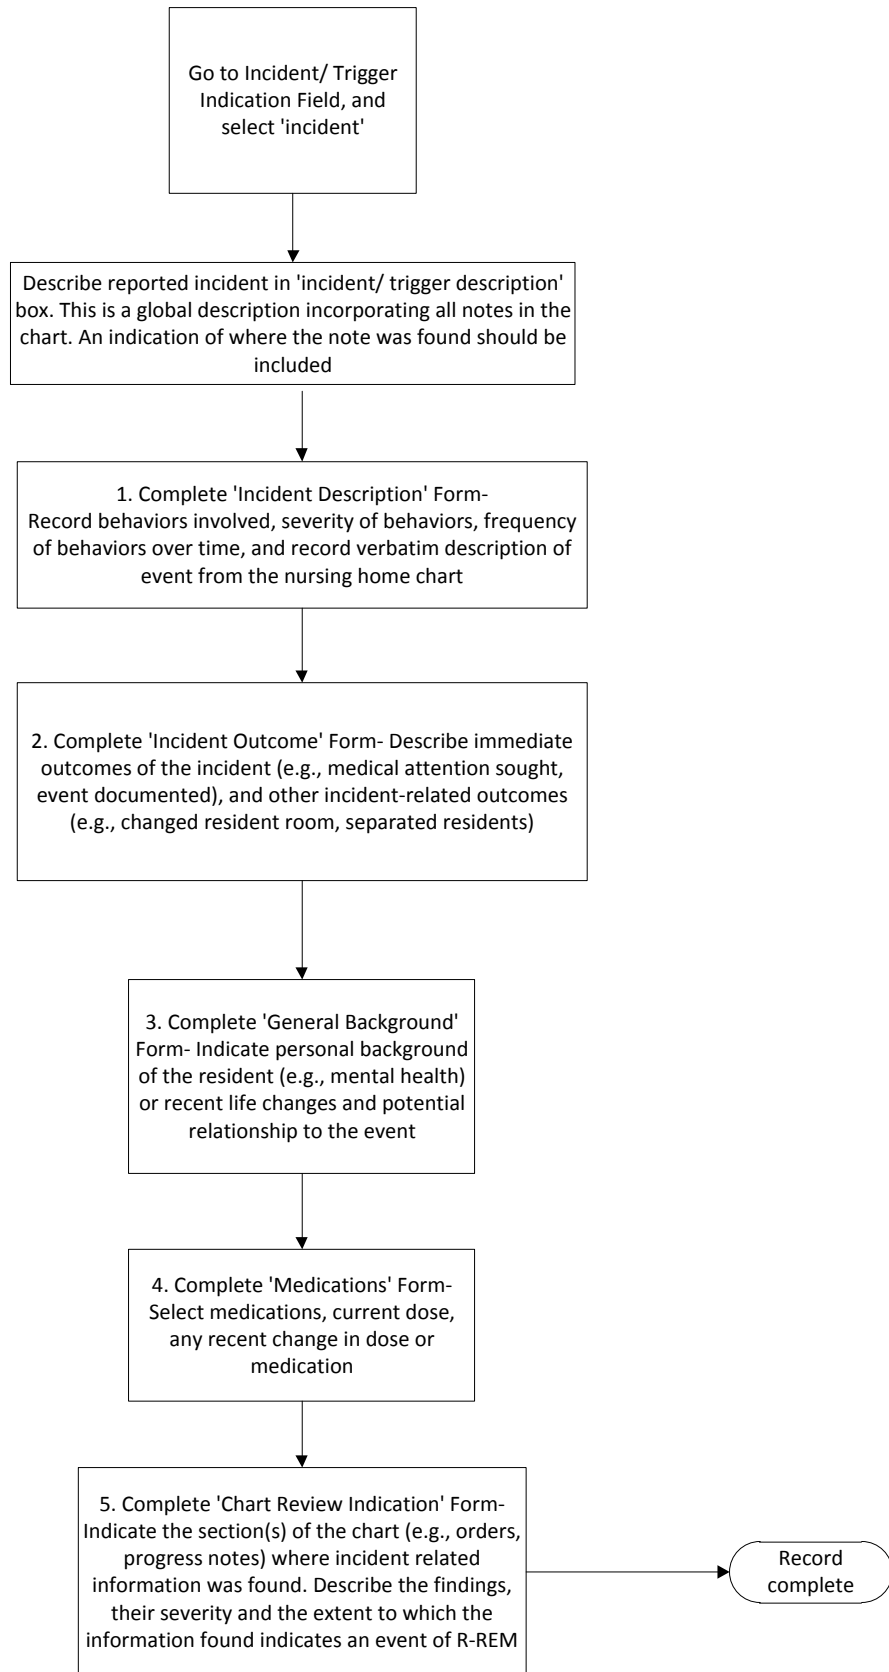 Go to Incident/ Trigger
Indication Field, and
select 'incident'
Describe reported incident in 'incident/ trigger description'
box. This is a global description incorporating all notes in the
chart. An indication of where the note was found should be
included
1. Complete 'Incident Description' Form-
Record behaviors involved, severity of behaviors, frequency
of behaviors over time, and record verbatim description of
event from the nursing home chart
2. Complete 'Incident Outcome' Form- Describe immediate
outcomes of the incident (e.g., medical attention sought,
event documented), and other incident-related outcomes
(e.g., changed resident room, separated residents)
3. Complete 'General Background'
Form- Indicate personal background
of the resident (e.g., mental health)
or recent life changes and potential
relationship to the event
4. Complete 'Medications' Form-
Select medications, current dose,
any recent change in dose or
medication
5. Complete 'Chart Review Indication' Form-
Indicate the section(s) of the chart (e.g., orders,
progress notes) where incident related
information was found. Describe the findings,
their severity and the extent to which the
information found indicates an event of R-REM
Record
complete